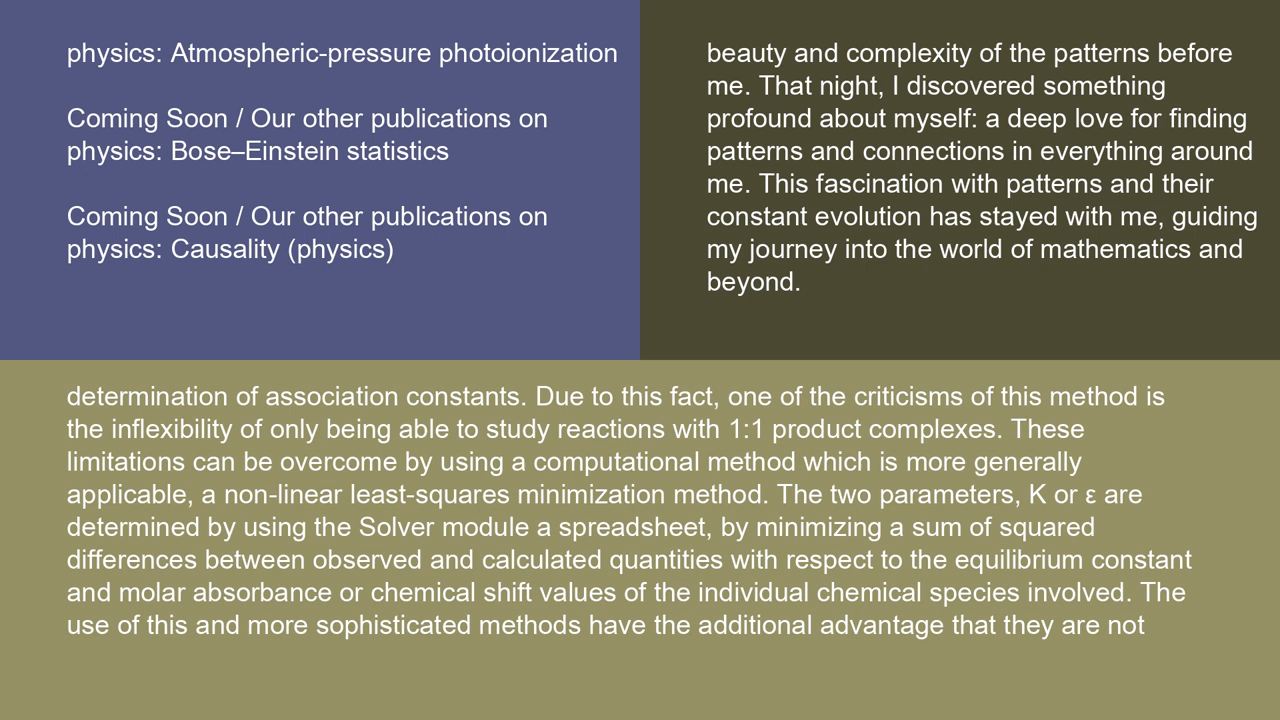 physics: Atmospheric-pressure photoionization
Coming Soon / Our other publications on
physics: Bose–Einstein statistics
Coming Soon / Our other publications on
physics: Causality (physics)
beauty and complexity of the patterns before
me. That night, I discovered something
profound about myself: a deep love for finding
patterns and connections in everything around
me. This fascination with patterns and their
constant evolution has stayed with me, guiding
my journey into the world of mathematics and
beyond.
determination of association constants. Due to this fact, one of the criticisms of this method is
the inflexibility of only being able to study reactions with 1:1 product complexes. These
limitations can be overcome by using a computational method which is more generally
applicable, a non-linear least-squares minimization method. The two parameters, K or ε are
determined by using the Solver module a spreadsheet, by minimizing a sum of squared
differences between observed and calculated quantities with respect to the equilibrium constant
and molar absorbance or chemical shift values of the individual chemical species involved. The
use of this and more sophisticated methods have the additional advantage that they are not